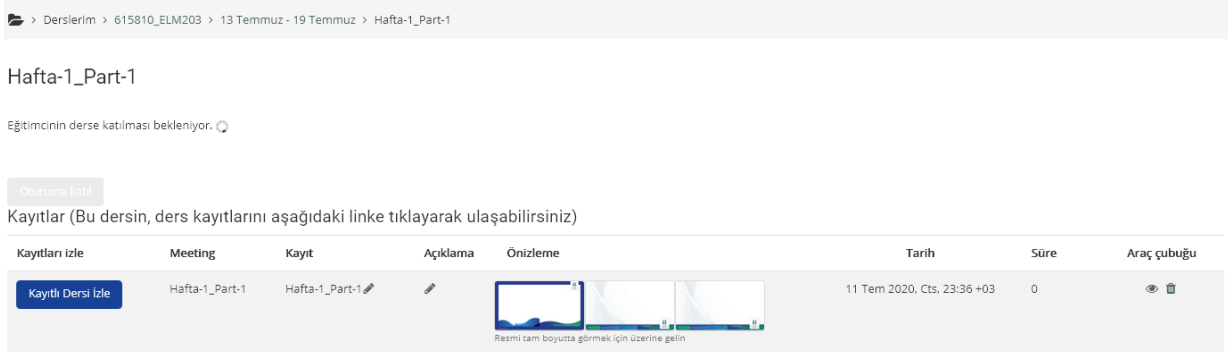 > Derslerim > 615810_ELM203 > 13 Temmuz - 19 Temmuz > Hafta-1_Part-1
Hafta-1_Part-1
Eğitimcinin derse katılması bekleniyor.
Oturuma katıl
Kayıtlar (Bu dersin, ders kayıtlarını aşağıdaki linke tıklayarak ulaşabilirsiniz)
Kayıtları izle Meeting Kayıt Açıklama Önizleme Tarih Süre Araç çubuğu
Kayıtlı Dersi İzle Hafta-1_Part-1 Hafta-1_Part-1 11 Tem 2020, Cts, 23:36 +03 0
Resmi tam boyutta görmek için üzerine gelin